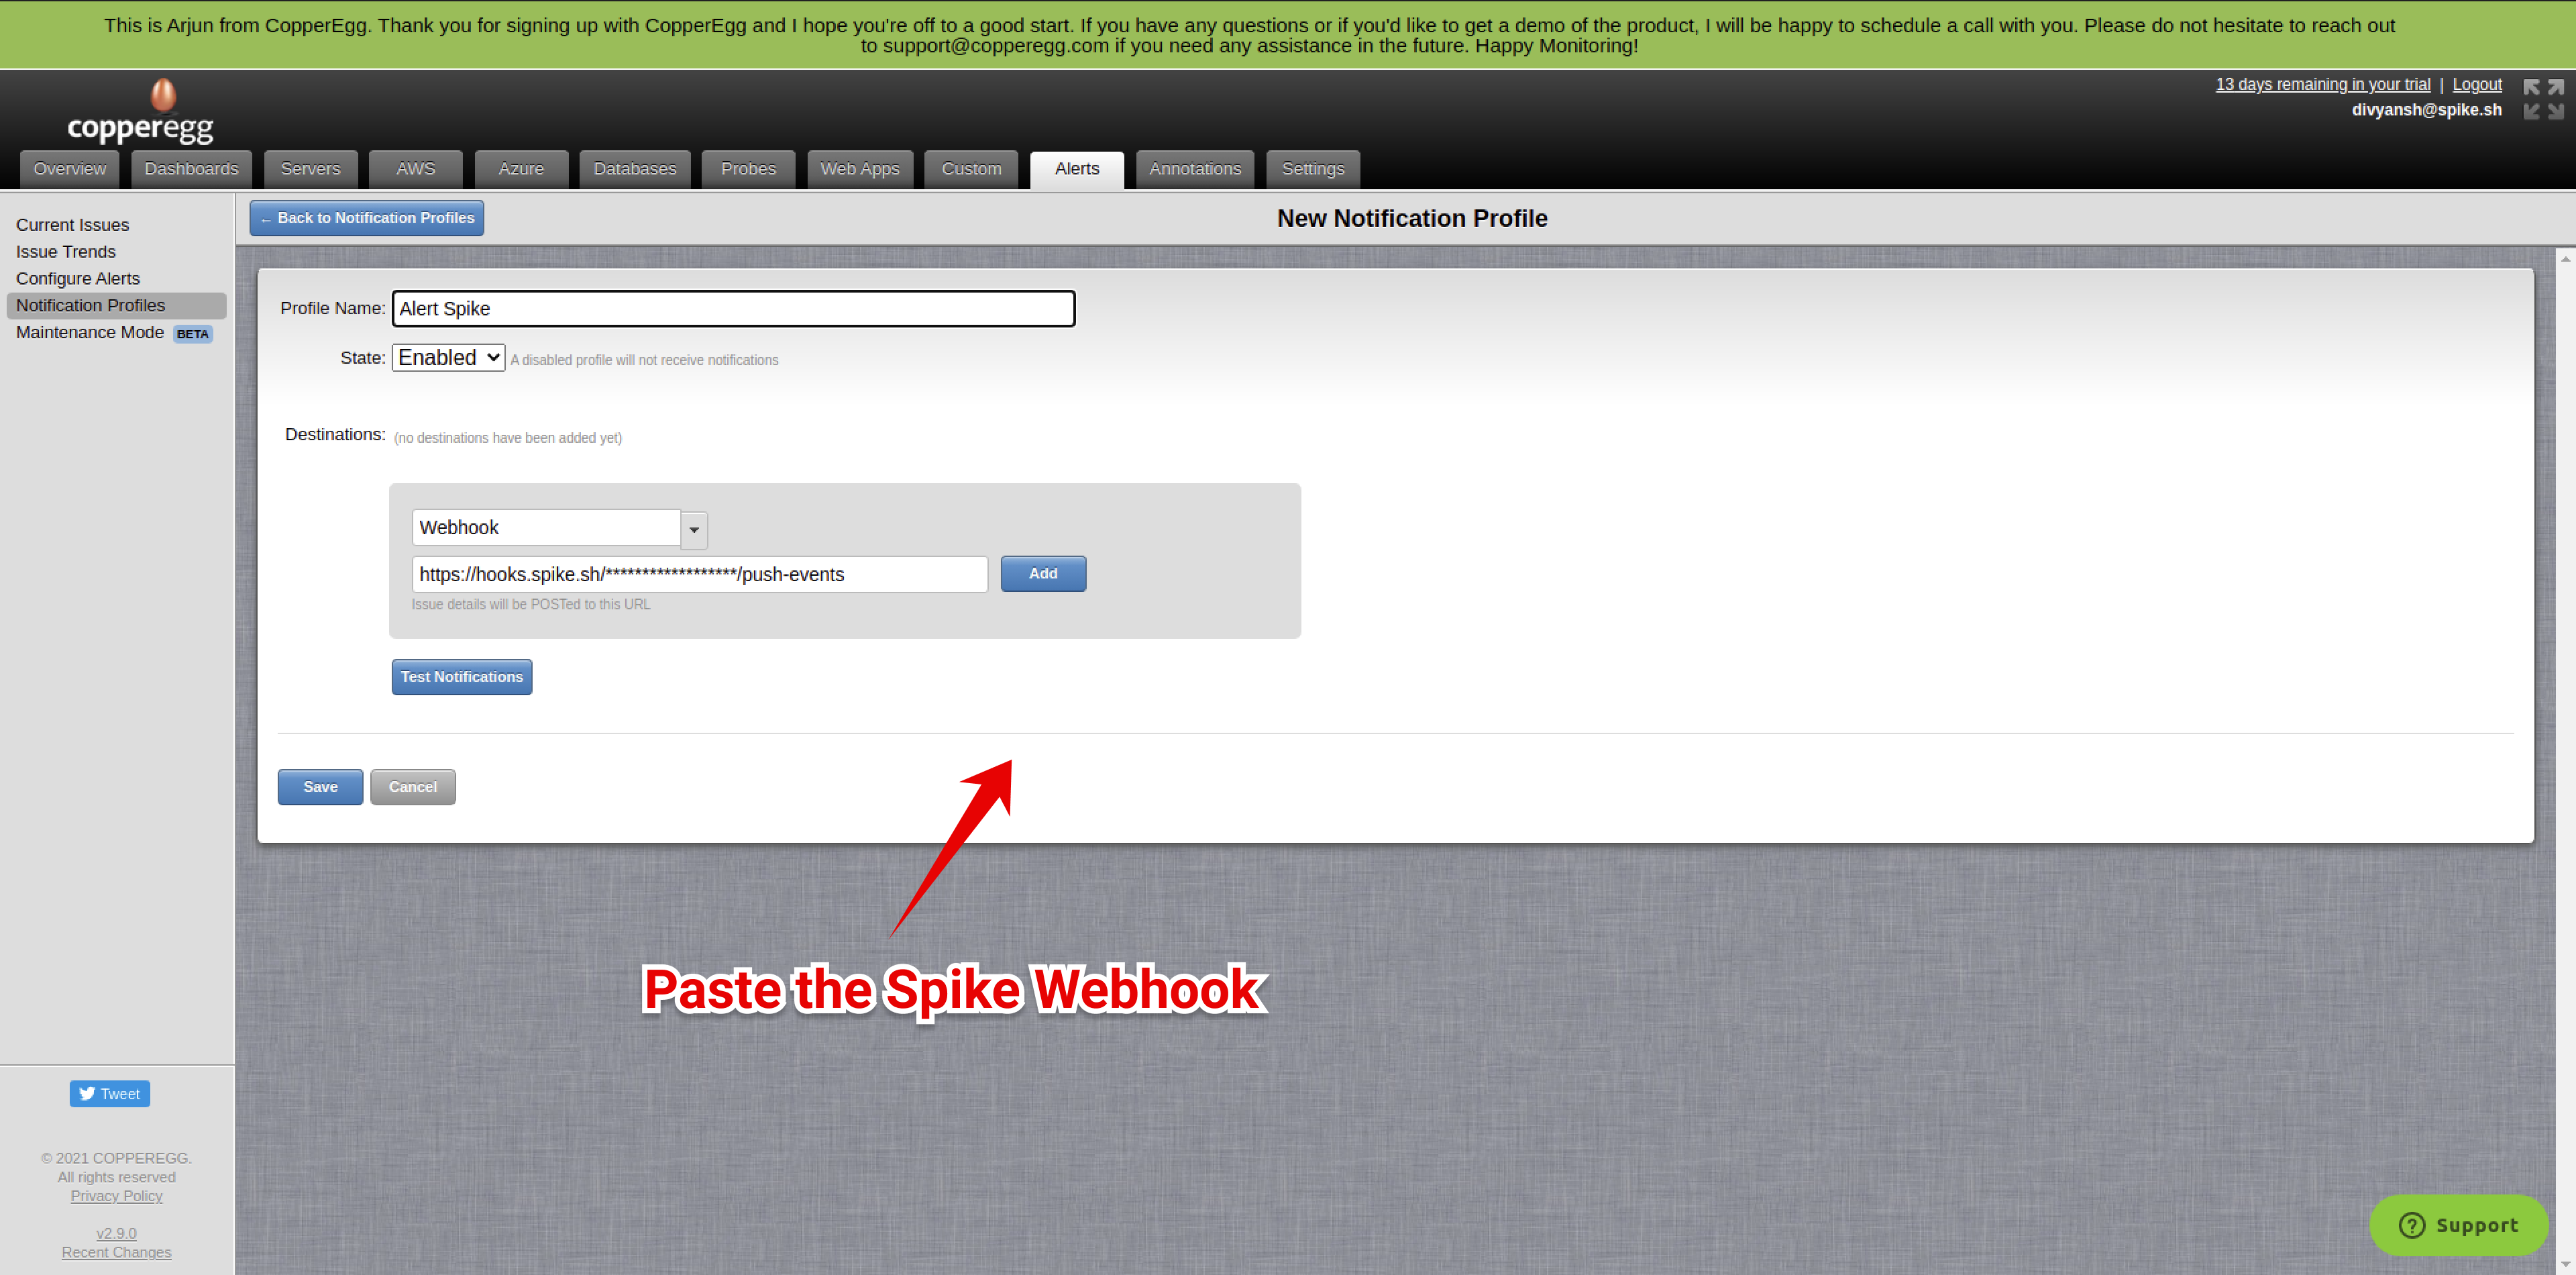 This is Arjun from CopperEgg. Thank you for signing up with CopperEgg and I hope you're off to a good start. If you have any questions or if you'd like to get a demo of the product, I will be happy to schedule a call with you. Please do not hesitate to reach out
to support@copperegg.com if you need any assistance in the future. Happy Monitoring!
copperegg
13 days remaining in your trial | Logout
divyansh@spike.sh
Overview Dashboards Servers AWS Azure Databases Probes Web Apps Custom Alerts Annotations Settings
Current Issues
Issue Trends
Configure Alerts
Notification Profiles
Maintenance Mode BETA
← Back to Notification Profiles
New Notification Profile
Profile Name: Alert Spike
State: Enabled A disabled profile will not receive notifications
Destinations: (no destinations have been added yet)
Webhook
https://hooks.spike.sh/******************/push-events Add
Issue details will be POSTed to this URL
Test Notifications
Save Cancel
Paste the Spike Webhook
Tweet
© 2021 COPPEREGG.
All rights reserved
Privacy Policy
v2.9.0
Recent Changes
Support